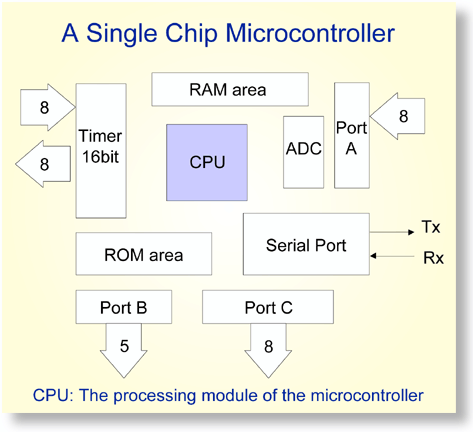 A Single Chip Microcontroller
RAM area
8
Timer
16bit
8
CPU
ADC
Port
A
8
ROM area
Serial Port
Tx
Rx
Port B
Port C
5
8
CPU: The processing module of the microcontroller